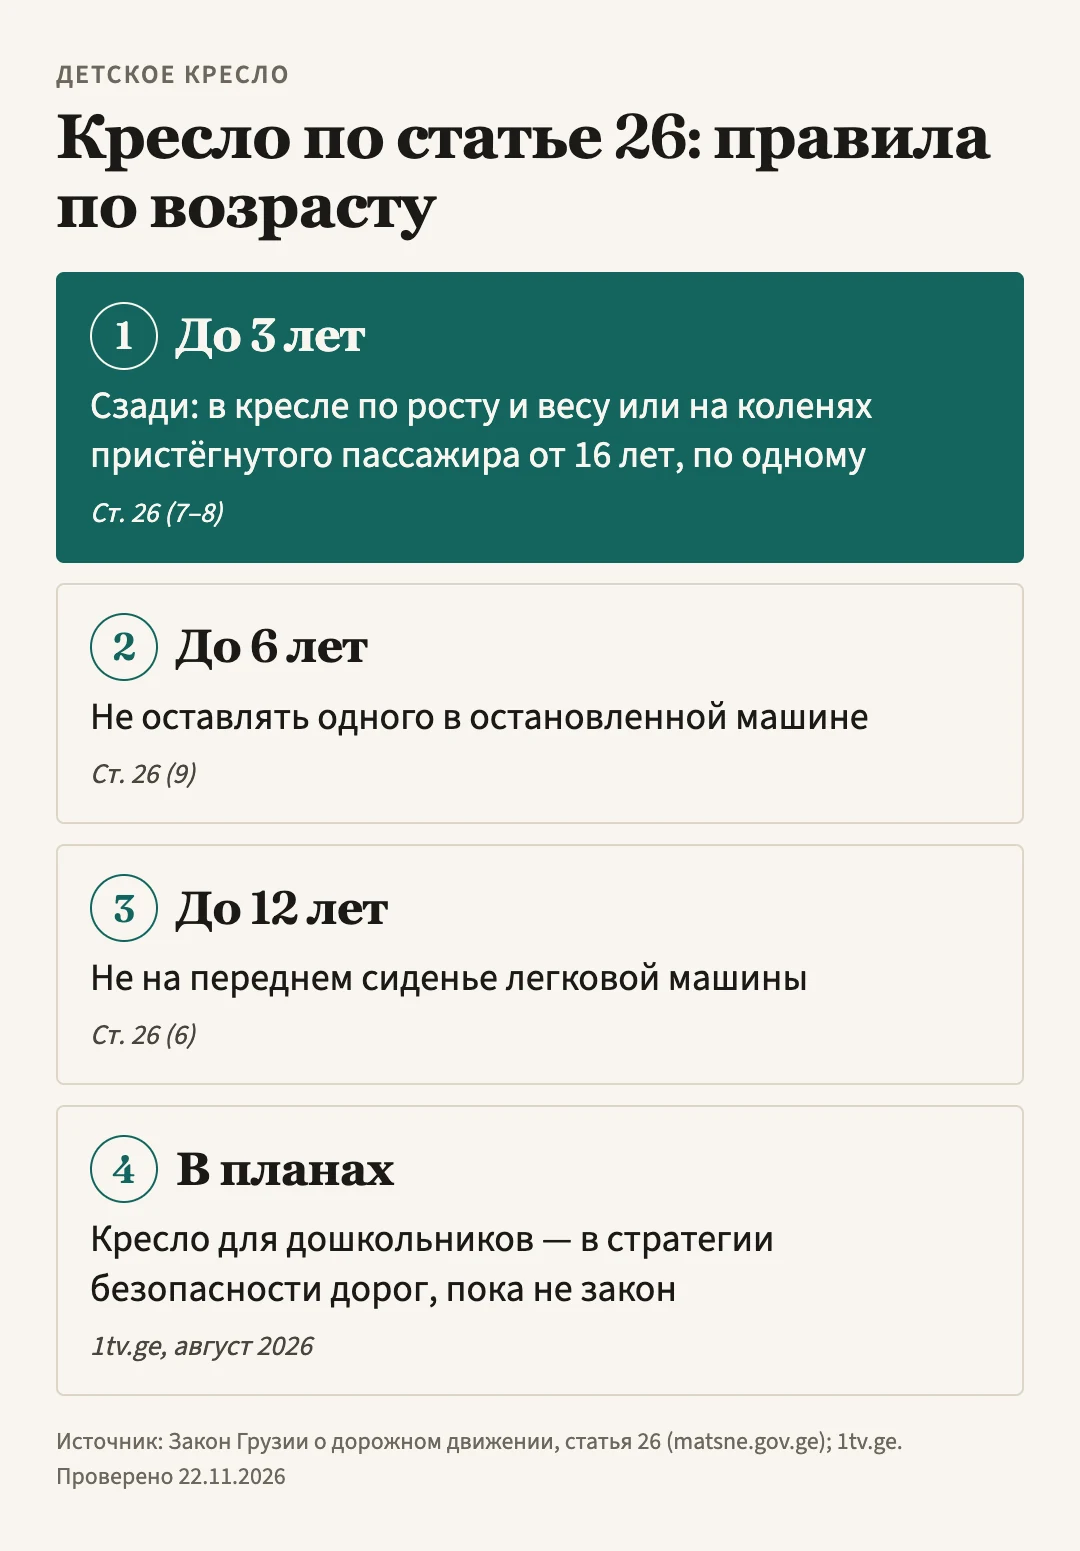 ДЕТСКОЕ КРЕСЛО
Кресло по статье 26: правила
по возрасту
1 До 3 лет
Сзади: в кресле по росту и весу или на коленях
пристёгнутого пассажира от 16 лет, по одному
Ст. 26 (7–8)
2 До 6 лет
Не оставлять одного в остановленной машине
Ст. 26 (9)
3 До 12 лет
Не на переднем сиденье легковой машины
Ст. 26 (6)
4 В планах
Кресло для дошкольников — в стратегии
безопасности дорог, пока не закон
1tv.ge, август 2026
Источник: Закон Грузии о дорожном движении, статья 26 (matsne.gov.ge); 1tv.ge.
Проверено 22.11.2026